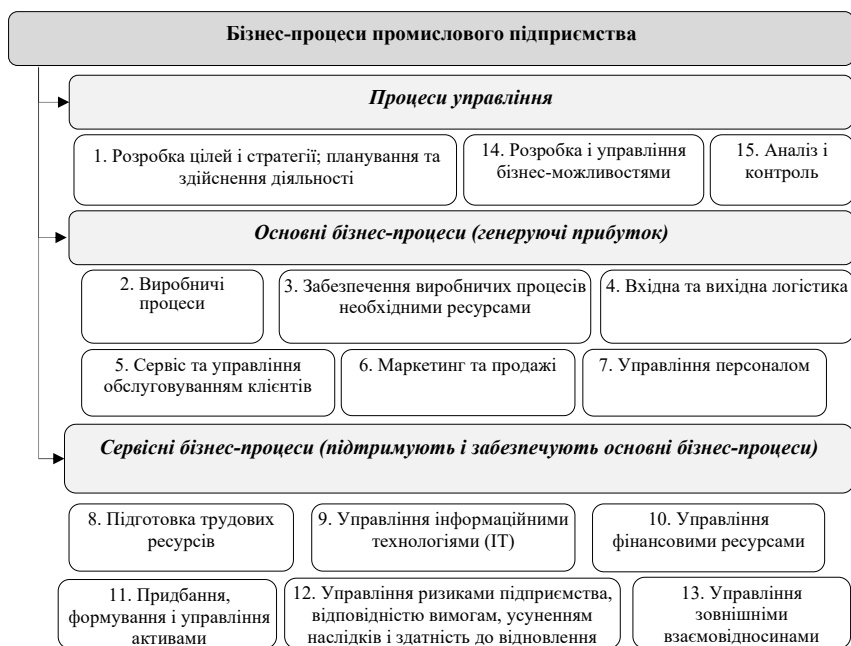 Бізнес-процеси промислового підприємства
Процеси управління
1. Розробка цілей і стратегії; планування та
здійснення діяльності
14. Розробка і управління
бізнес-можливостями
15. Аналіз і
контроль
Основні бізнес-процеси (генеруючі прибуток)
2. Виробничі
процеси
3. Забезпечення виробничих процесів
необхідними ресурсами
4. Вхідна та вихідна логістика
5. Сервіс та управління
обслуговуванням клієнтів
6. Маркетинг та продажі
7. Управління персоналом
Сервісні бізнес-процеси (підтримують і забезпечують основні бізнес-процеси)
8. Підготовка трудових
ресурсів
9. Управління інформаційними
технологіями (ІТ)
10. Управління
фінансовими ресурсами
11. Придбання,
формування і управління
активами
12. Управління ризиками підприємства,
відповідністю вимогам, усуненням
наслідків і здатність до відновлення
13. Управління
зовнішніми
взаємовідносинами